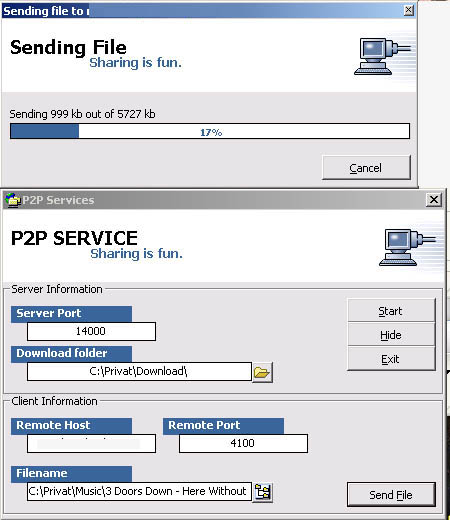 Sending file to
Sending File
Sharing is fun.
Sending 999 kb out of 5727 kb
17%
Cancel
P2P Services
P2P SERVICE
Sharing is fun.
Server Information
Server Port
14000
Start
Hide
Download folder
C:\Privat\Download\
Exit
Client Information
Remote Host
Remote Port
4100
Filename
C:\Privat\Music\3 Doors Down - Here Without
Send File